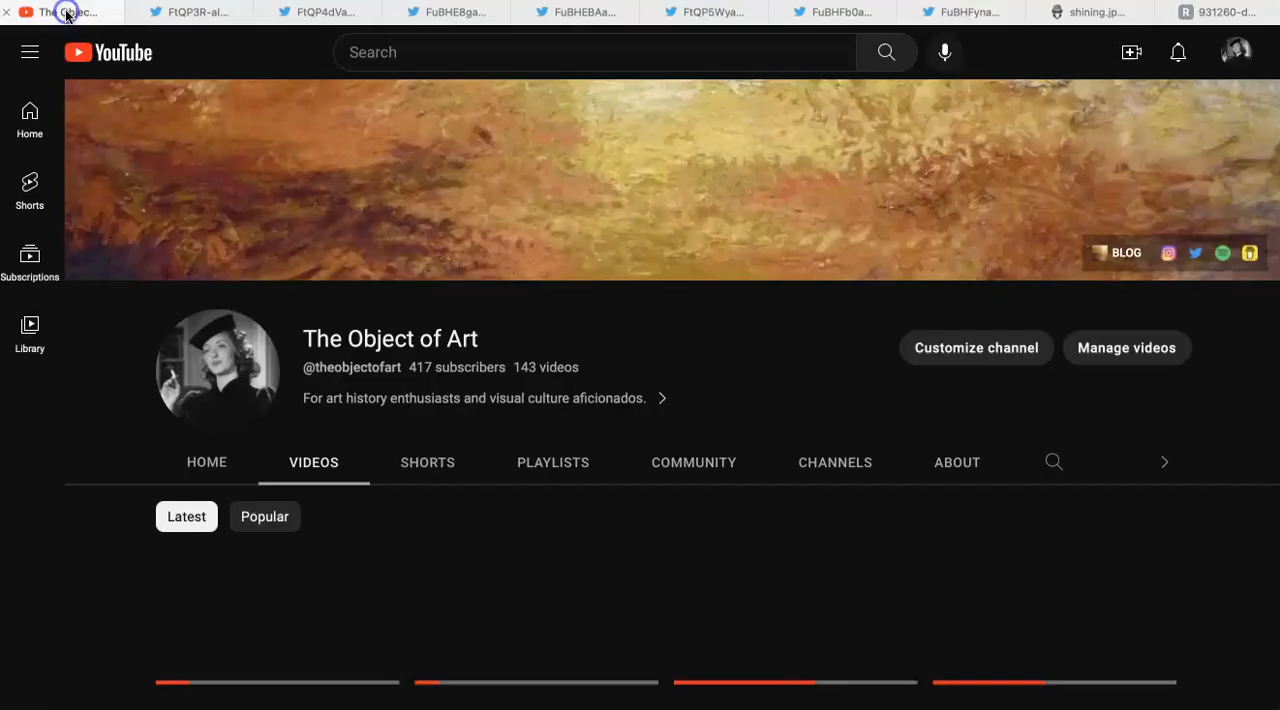 The Objec...
FtQP3R-ai...
FtQP4dVa...
FuBHE8ga...
FuBHEBAa...
FtQP5Wya...
FuBHFb0a...
FuBHFyna...
shining.jp...
931260-d...
YouTube
Search
Home
Shorts
Subscriptions
Library
BLOG
The Object of Art
@theobjectofart 417 subscribers 143 videos
For art history enthusiasts and visual culture aficionados.
Customize channel
Manage videos
HOME
VIDEOS
SHORTS
PLAYLISTS
COMMUNITY
CHANNELS
ABOUT
Latest
Popular